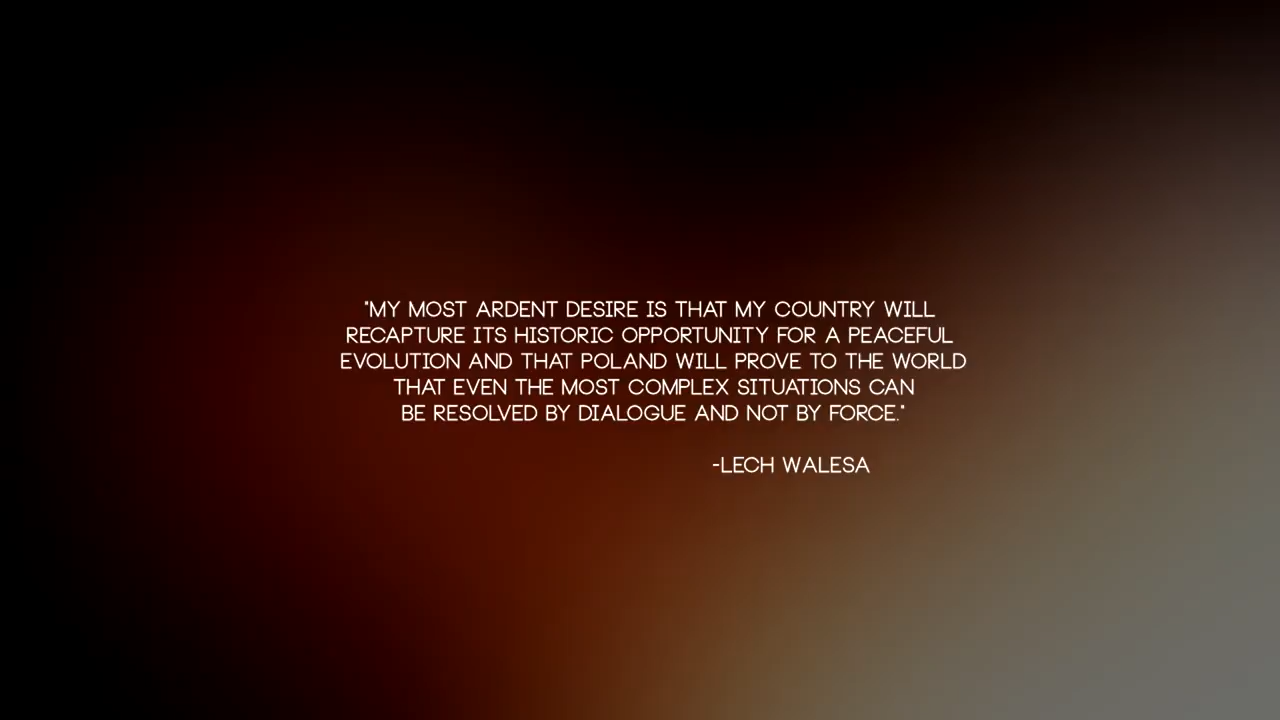 "MY MOST ARDENT DESIRE IS THAT MY COUNTRY WILL
RECAPTURE ITS HISTORIC OPPORTUNITY FOR A PEACEFUL
EVOLUTION AND THAT POLAND WILL PROVE TO THE WORLD
THAT EVEN THE MOST COMPLEX SITUATIONS CAN
BE RESOLVED BY DIALOGUE AND NOT BY FORCE."
-LECH WALESA